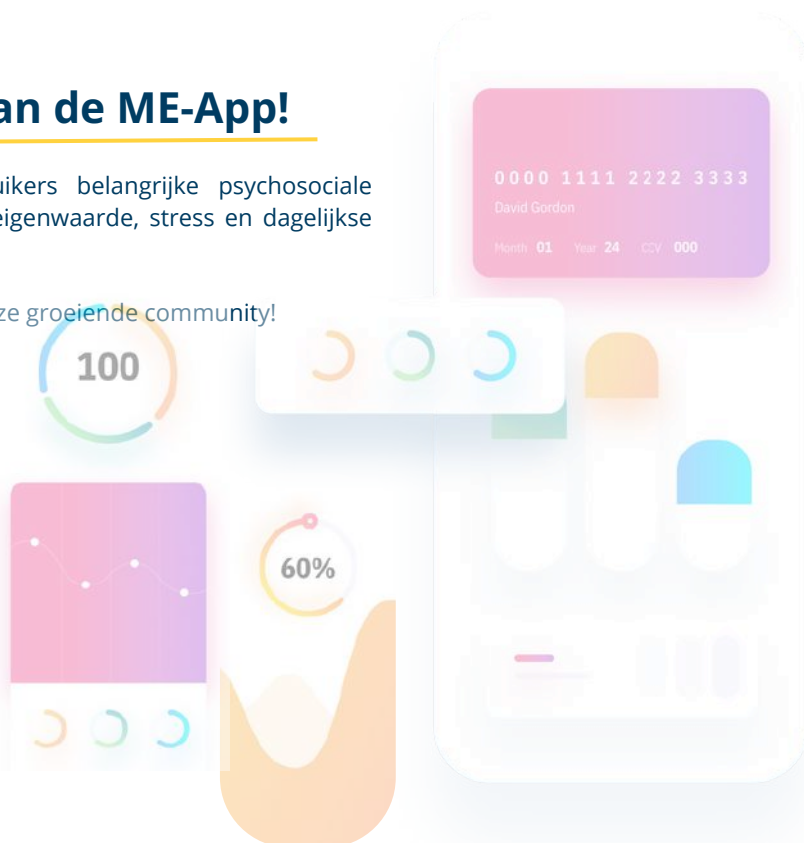 an de ME-App!
uikers belangrijke psychosociale
eigenwaarde, stress en dagelijkse
ze groeiende community!
0000 1111 2222 3333
David Gordon
Month 01 Year 24 CCV 000
100
60%